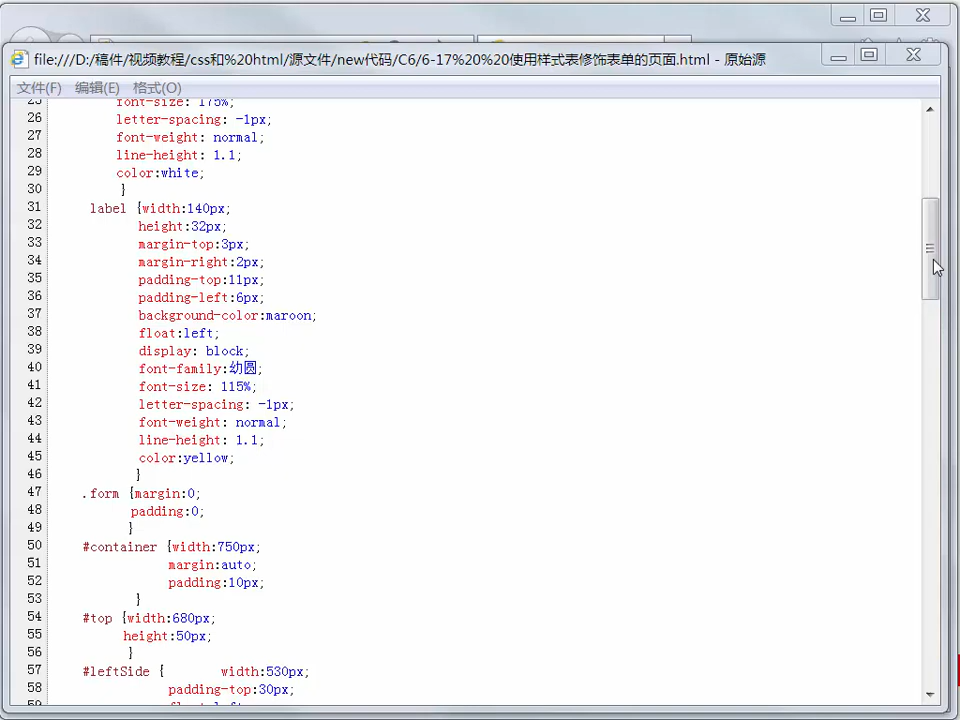 file:///D:/稿件/视频教程/css和%20html/源文件/new代码/C6/6-17%20%20使用样式表修饰表单的页面.html - 原始源
文件(F) 编辑(E) 格式(O)
25 font-size: 175%;
26 letter-spacing: -1px;
27 font-weight: normal;
28 line-height: 1.1;
29 color:white;
30 }
31 label {width:140px;
32 height:32px;
33 margin-top:3px;
34 margin-right:2px;
35 padding-top:11px;
36 padding-left:6px;
37 background-color:maroon;
38 float:left;
39 display: block;
40 font-family:幼圆;
41 font-size: 115%;
42 letter-spacing: -1px;
43 font-weight: normal;
44 line-height: 1.1;
45 color:yellow;
46 }
47 .form {margin:0;
48 padding:0;
49 }
50 #container {width:750px;
51 margin:auto;
52 padding:10px;
53 }
54 #top {width:680px;
55 height:50px;
56 }
57 #leftSide { width:530px;
58 padding-top:30px;
59